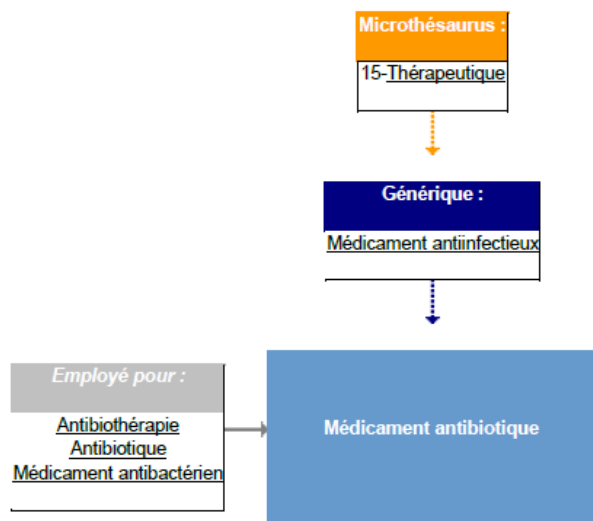 Microthésaurus :
15-Thérapeutique
Générique :
Médicament antiinfectieux
Employé pour :
Antibiothérapie
Antibiotique
Médicament antibactérien
Médicament antibiotique